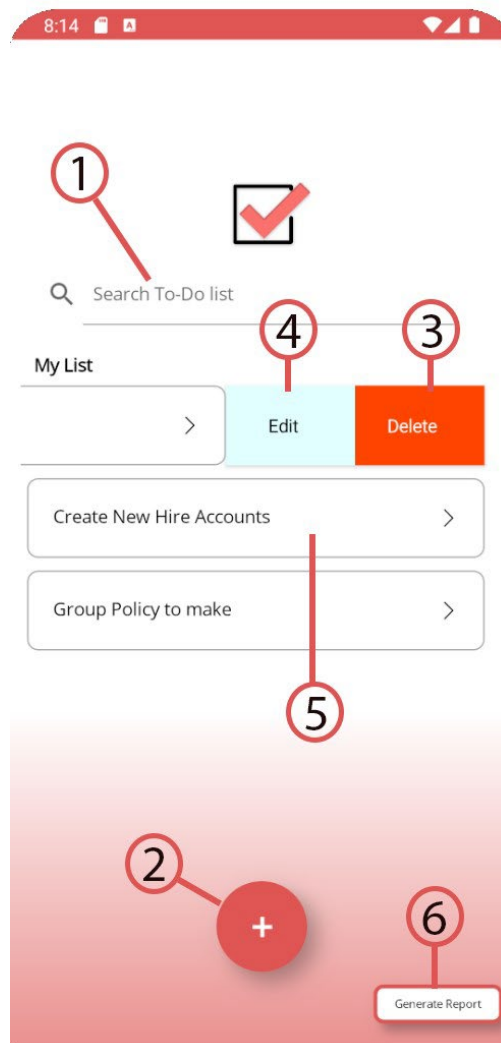 8:14
1
Search To-Do list
4
3
My List
Edit
Delete
Create New Hire Accounts
Group Policy to make
5
2
+
6
Generate Report